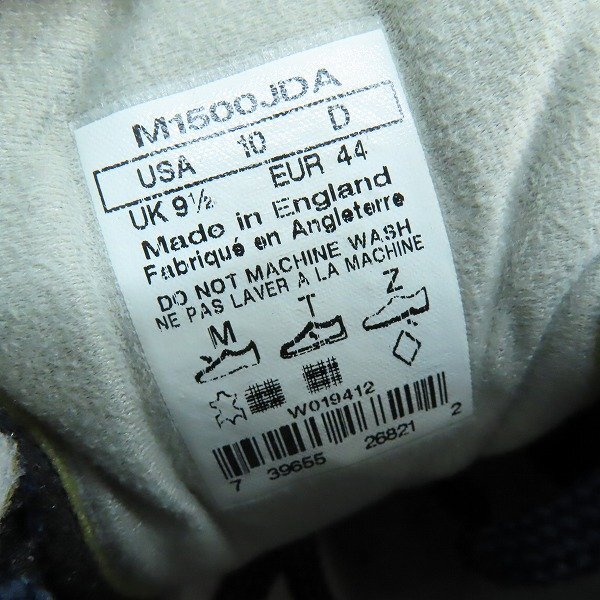 M1500JDA
USA 10 D
UK 9½ EUR 44
Made in England
Fabriqué en Angleterre
DO NOT MACHINE WASH
NE PAS LAVER A LA MACHINE
M T Z
W019412
7 39655 26821 2